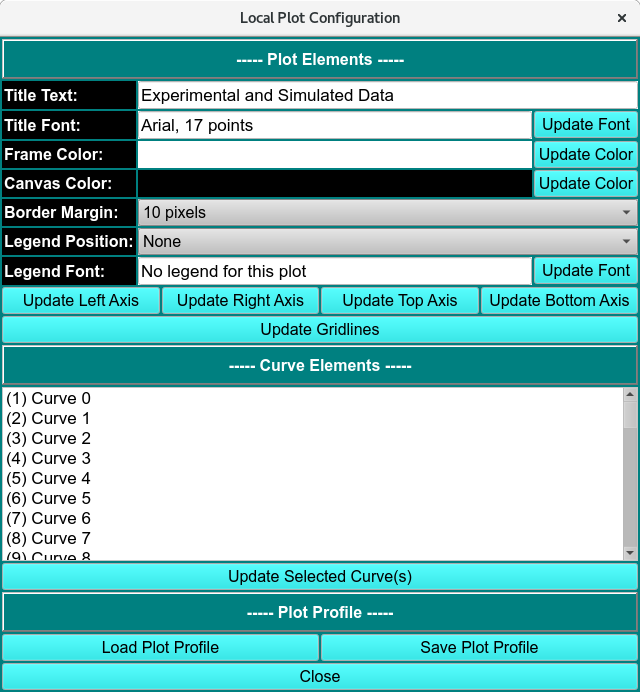 Local Plot Configuration ×
----- Plot Elements -----
Title Text: Experimental and Simulated Data
Title Font: Arial, 17 points Update Font
Frame Color: Update Color
Canvas Color: Update Color
Border Margin: 10 pixels
Legend Position: None
Legend Font: No legend for this plot Update Font
Update Left Axis Update Right Axis Update Top Axis Update Bottom Axis
Update Gridlines
----- Curve Elements -----
(1) Curve 0
(2) Curve 1
(3) Curve 2
(4) Curve 3
(5) Curve 4
(6) Curve 5
(7) Curve 6
(8) Curve 7
(9) Curve 8
Update Selected Curve(s)
----- Plot Profile -----
Load Plot Profile Save Plot Profile
Close